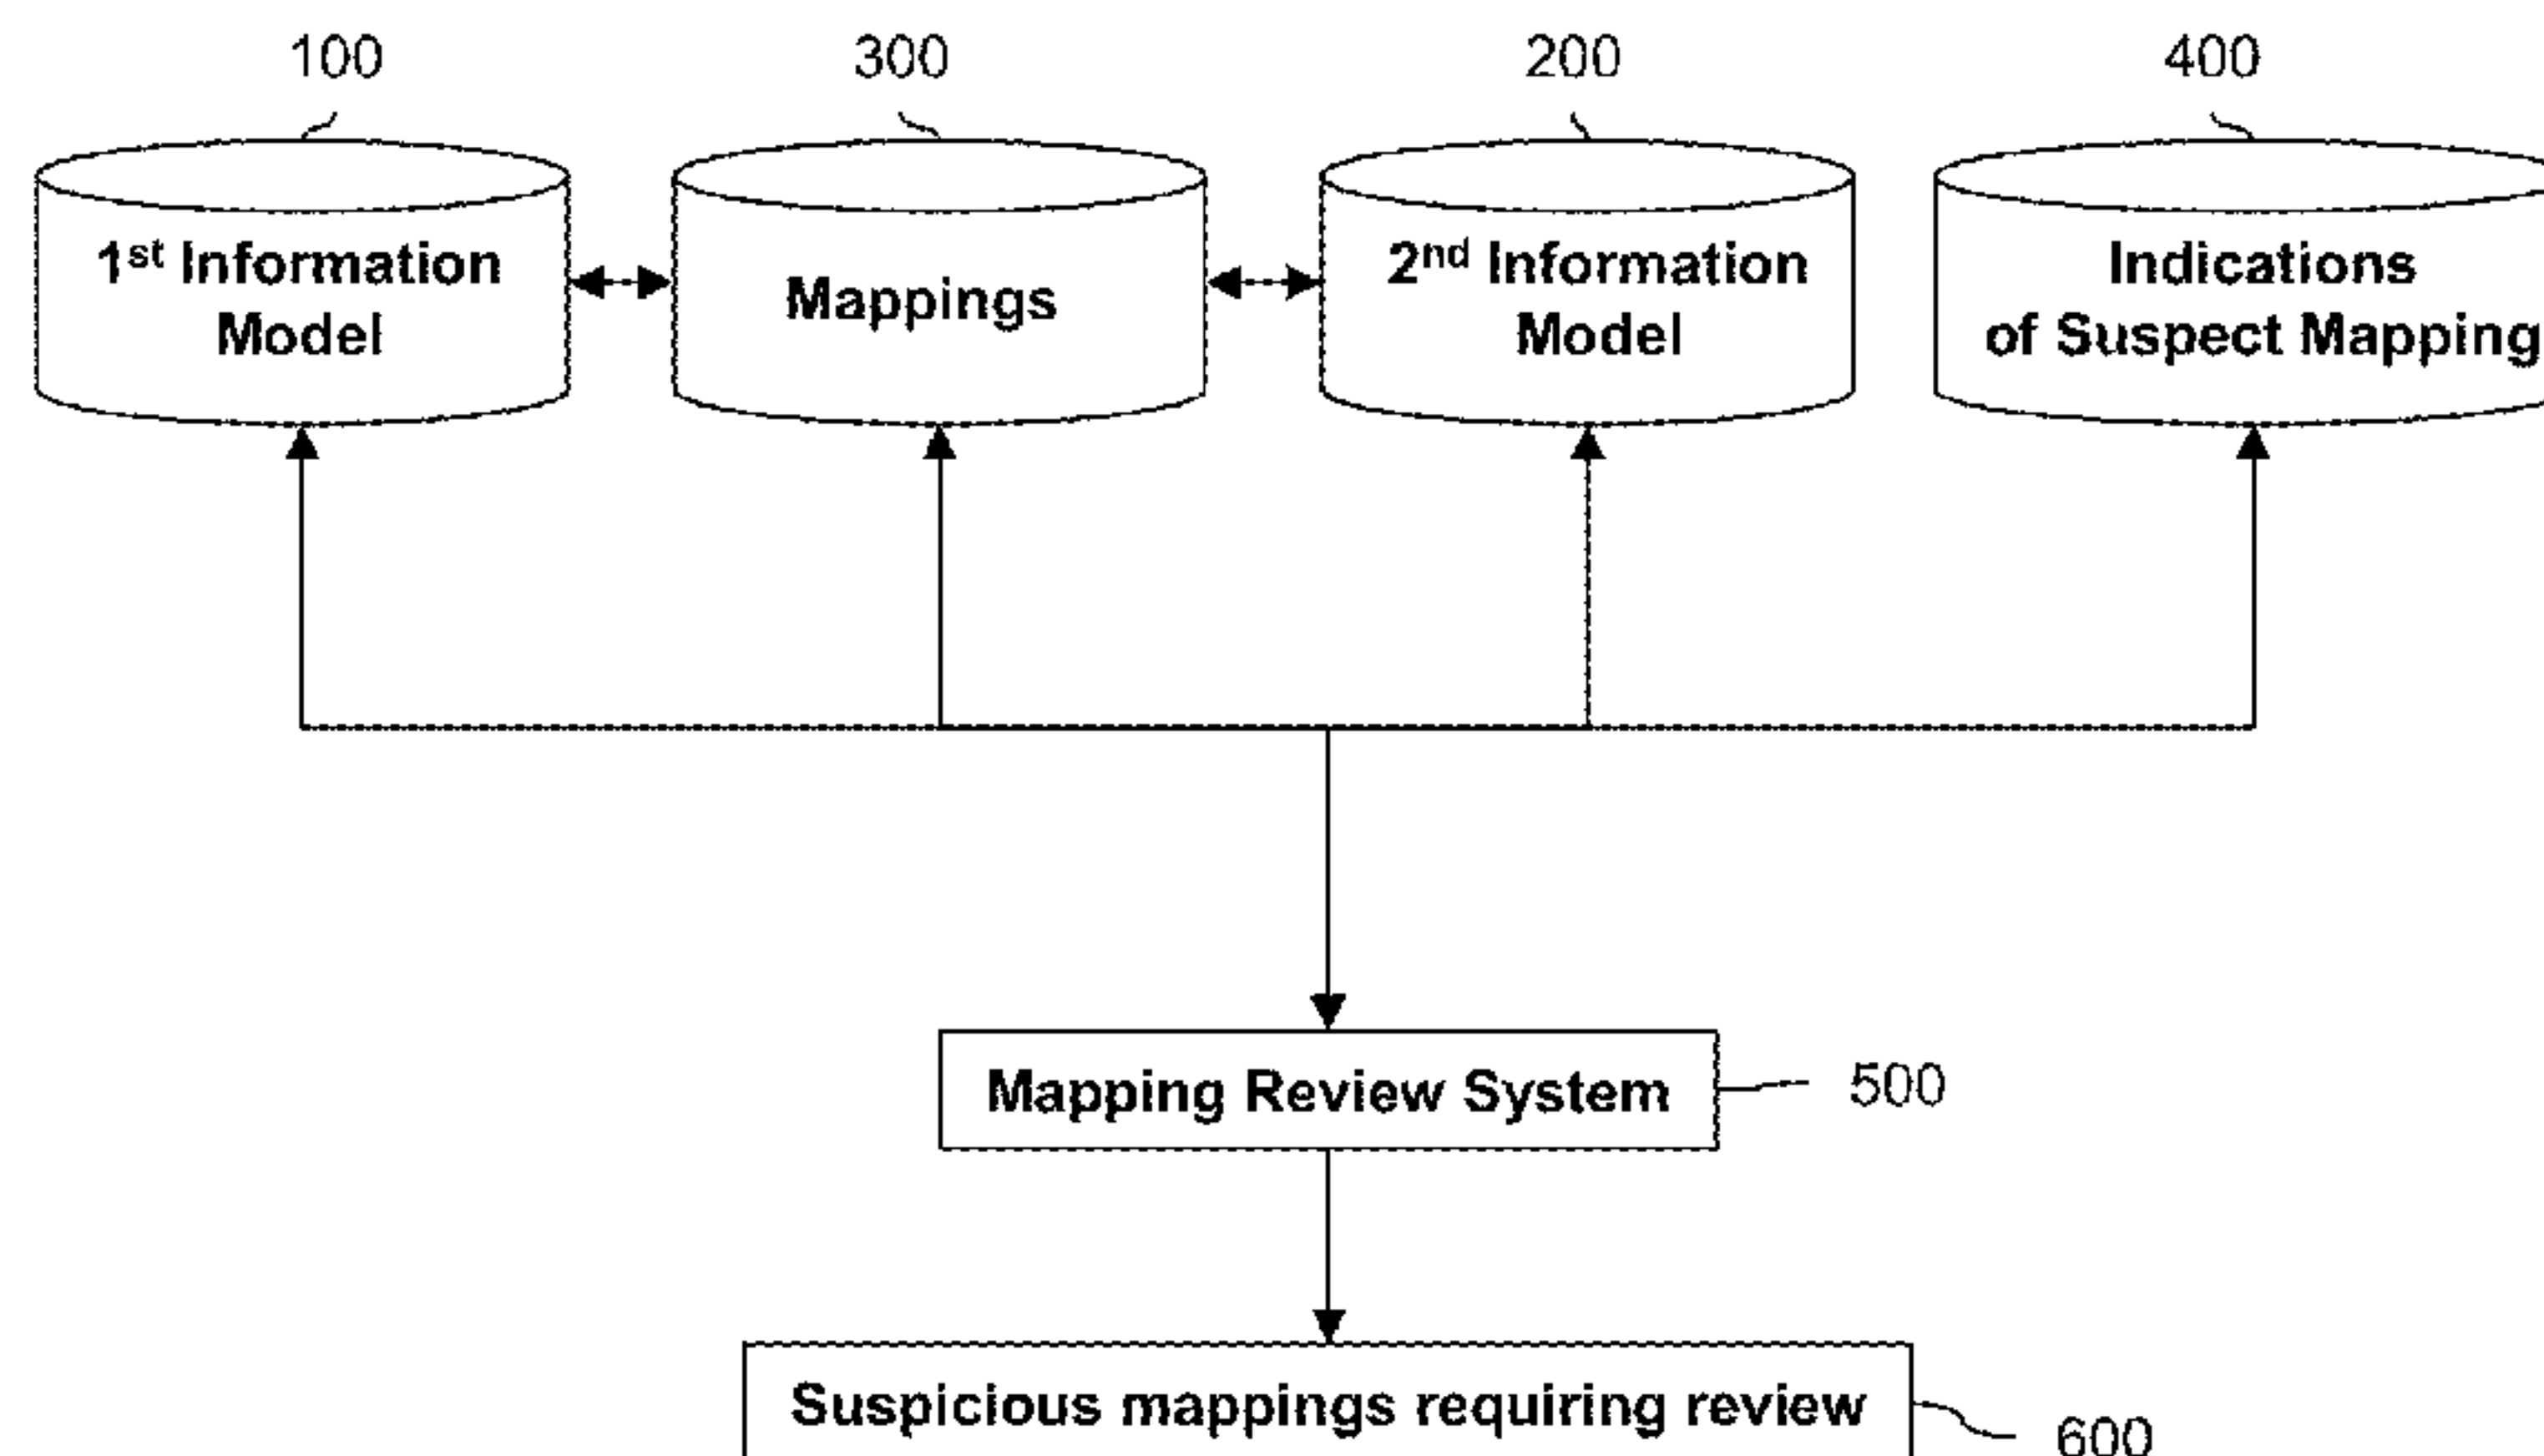 100 300 200 400
1st Information Model
Mappings
2nd Information Model
Indications of Suspect Mapping
Mapping Review System 500
Suspicious mappings requiring review 600